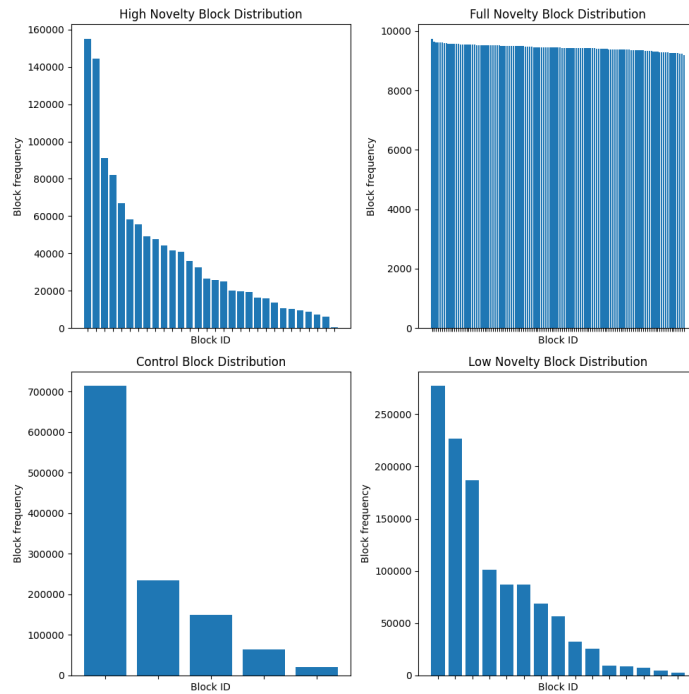 High Novelty Block Distribution
Block frequency
160000
140000
120000
100000
80000
60000
40000
20000
0
Block ID
Full Novelty Block Distribution
Block frequency
10000
8000
6000
4000
2000
0
Block ID
Control Block Distribution
Block frequency
700000
600000
500000
400000
300000
200000
100000
0
Block ID
Low Novelty Block Distribution
Block frequency
250000
200000
150000
100000
50000
0
Block ID